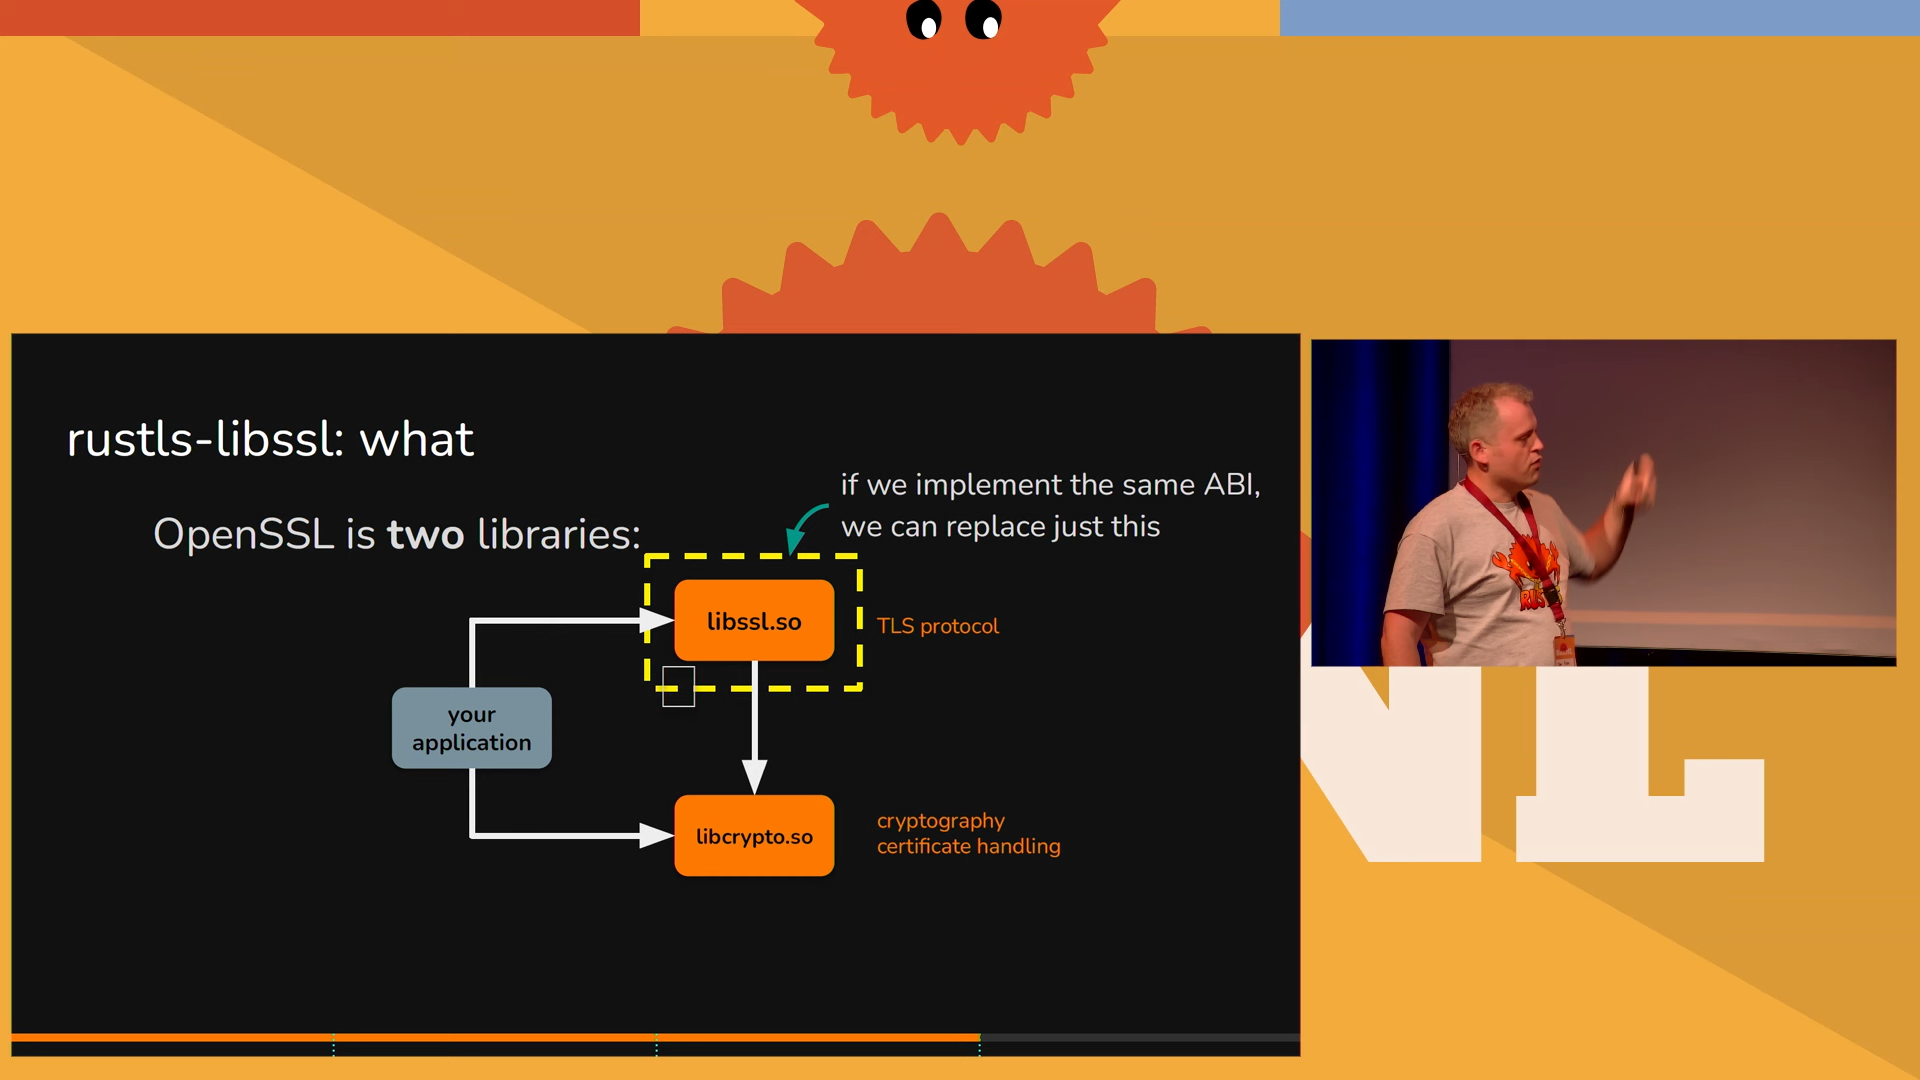 rustls-libssl: what
if we implement the same ABI,
we can replace just this
OpenSSL is two libraries:
libssl.so
TLS protocol
your
application
libcrypto.so
cryptography
certificate handling
NL